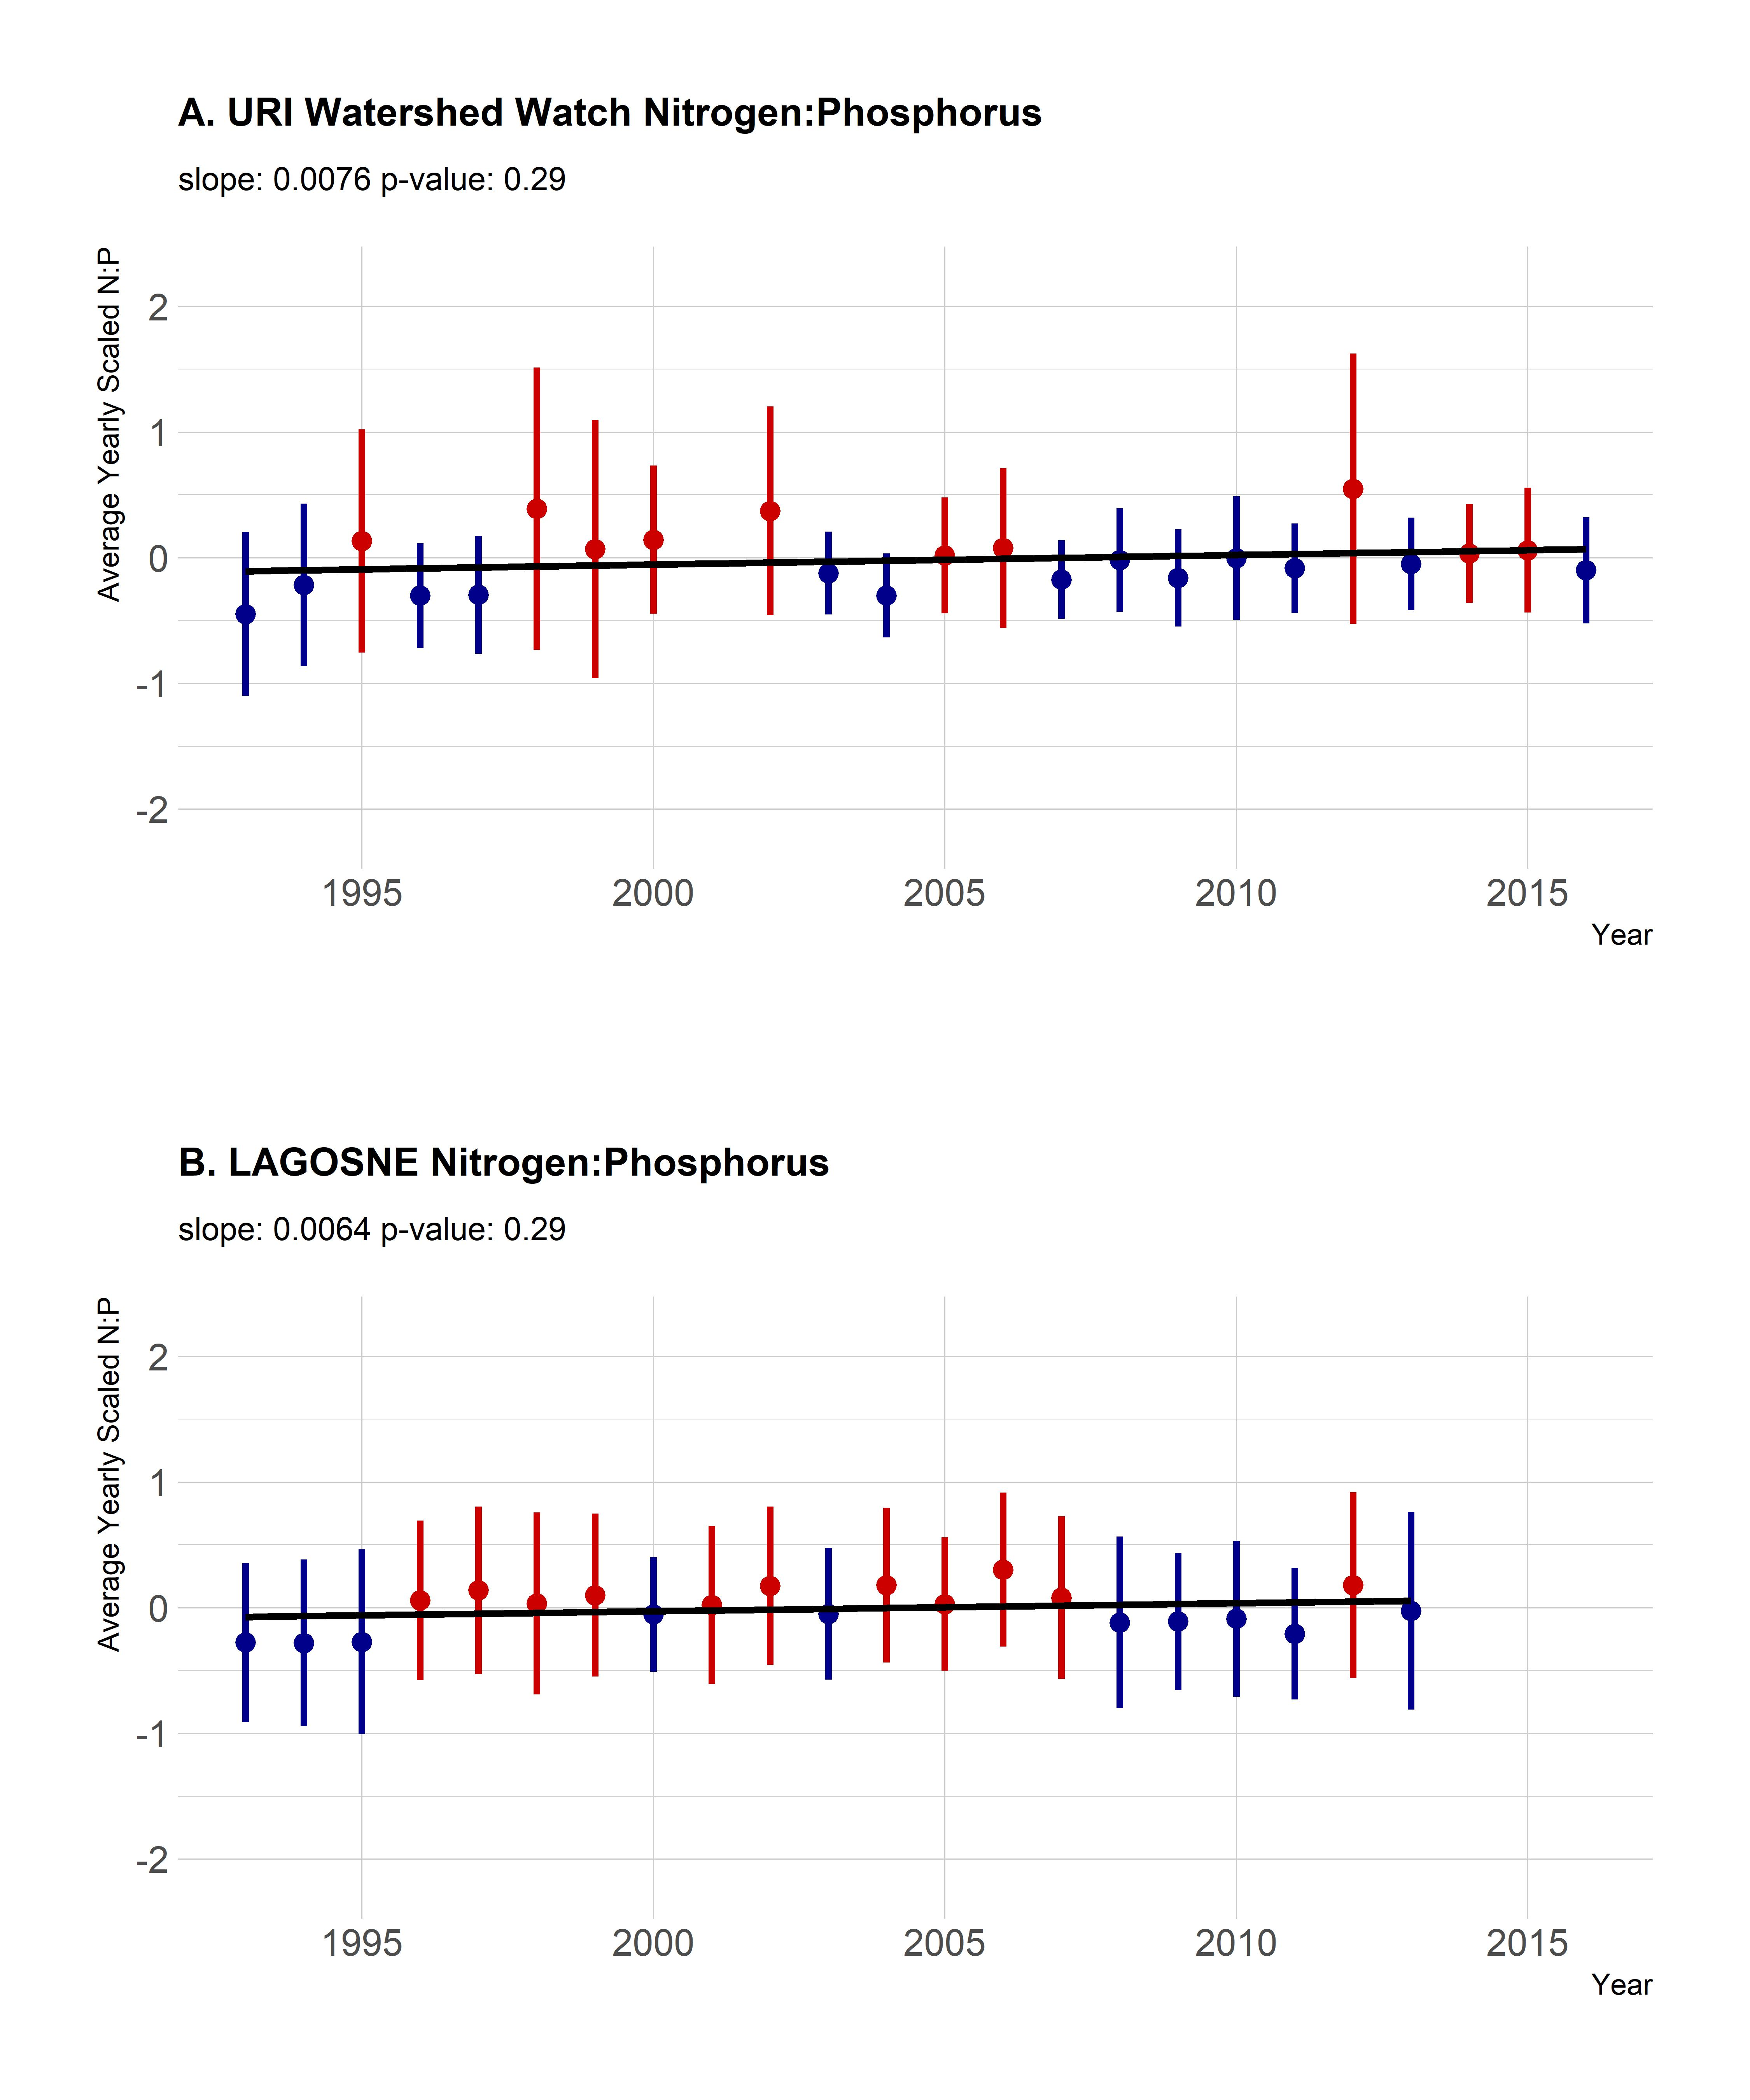 A. URI Watershed Watch Nitrogen:Phosphorus
slope: 0.0076 p-value: 0.29
Average Yearly Scaled N:P
2
1
0
-1
-2
1995 2000 2005 2010 2015
Year
B. LAGOSNE Nitrogen:Phosphorus
slope: 0.0064 p-value: 0.29
Average Yearly Scaled N:P
2
1
0
-1
-2
1995 2000 2005 2010 2015
Year